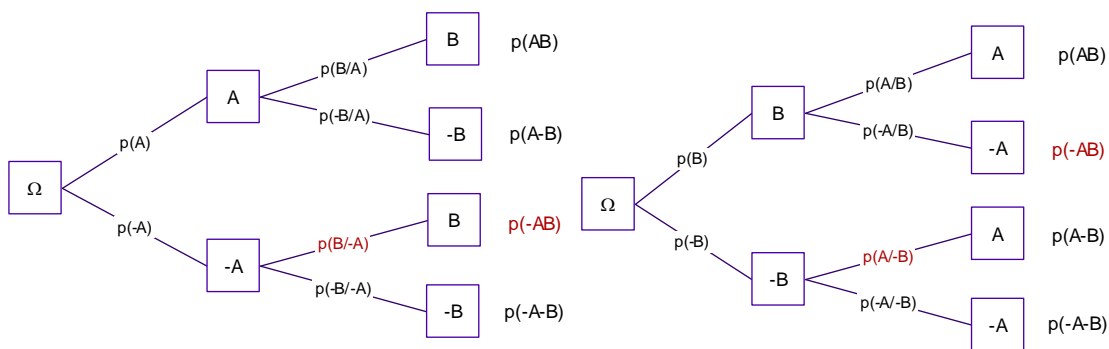 B p(AB)
p(B/A)
A
p(-B/A)
-B p(A-B)
p(A)
Ω
p(-A)
B p(-AB)
p(B/-A)
-A
p(-B/-A)
-B p(-A-B)
A p(AB)
p(A/B)
B
p(-A/B)
-A p(-AB)
p(B)
Ω
p(-B)
A p(A-B)
p(A/-B)
-B
p(-A/-B)
-A p(-A-B)